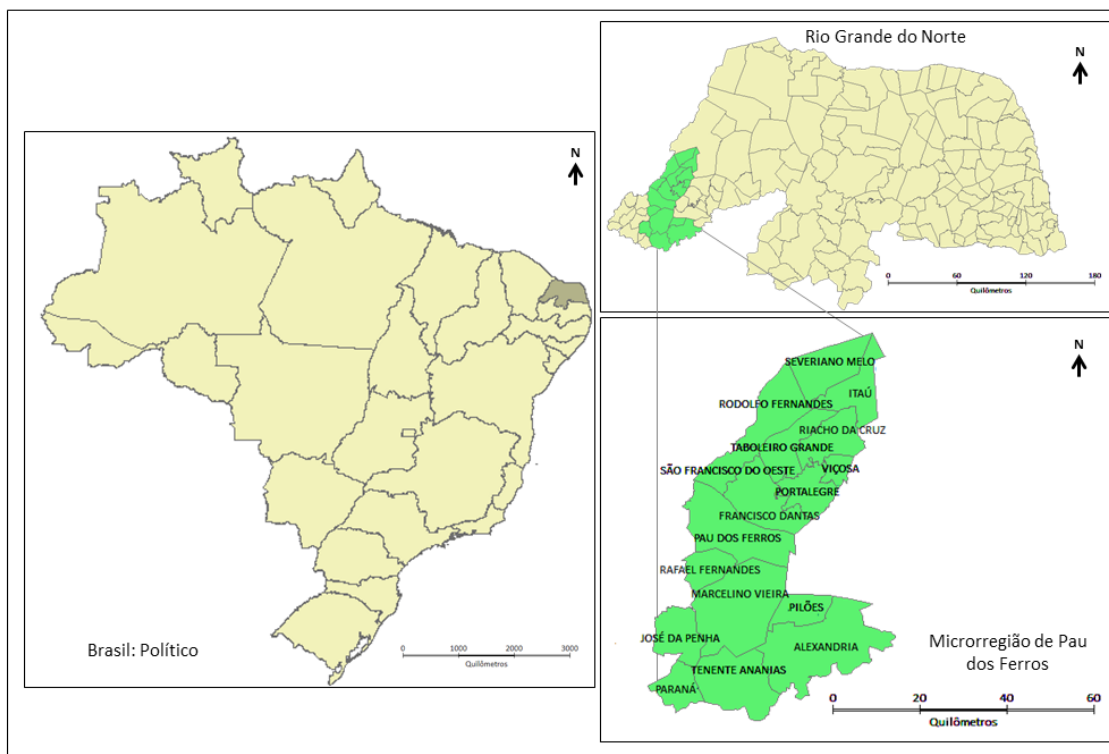 Rio Grande do Norte
N
0 60 120 180
Quilômetros
N
Brasil: Político
0 1000 2000 3000
Quilômetros
N
SEVERIANO MELO
ITAÚ
RODOLFO FERNANDES
RIACHO DA CRUZ
TABOLEIRO GRANDE
SÃO FRANCISCO DO OESTE
VIÇOSA
PORTALEGRE
FRANCISCO DANTAS
PAU DOS FERROS
RAFAEL FERNANDES
MARCELINO VIEIRA
PILÕES
JOSÉ DA PENHA
ALEXANDRIA
TENENTE ANANIAS
PARANÁ
Microrregião de Pau
dos Ferros
0 20 40 60
Quilômetros